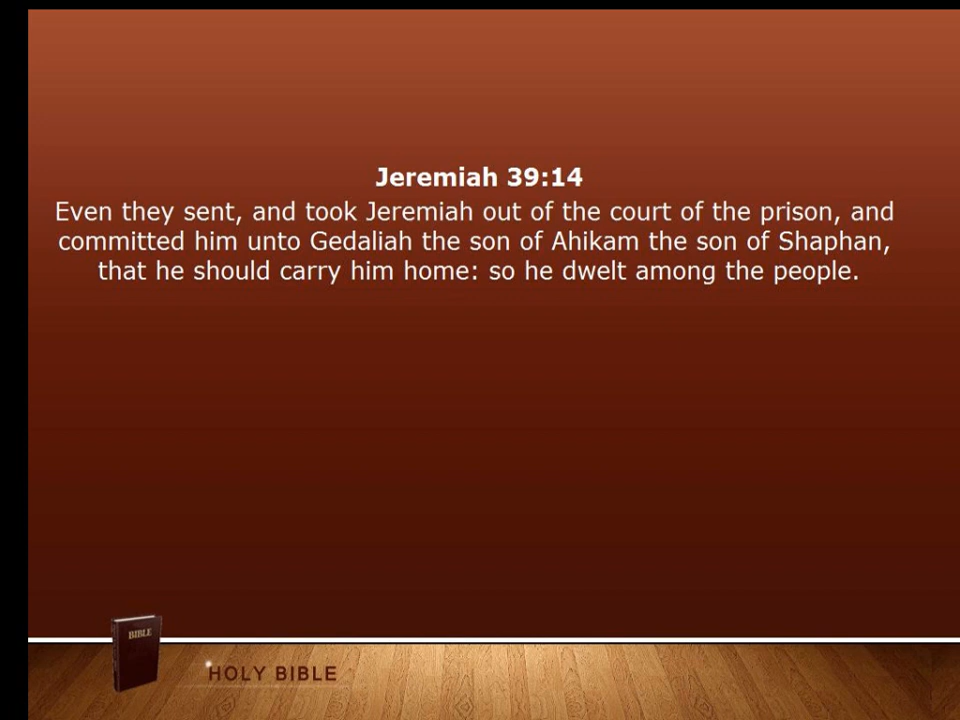 Jeremiah 39:14
Even they sent, and took Jeremiah out of the court of the prison, and
committed him unto Gedaliah the son of Ahikam the son of Shaphan,
that he should carry him home: so he dwelt among the people.
BIBLE
HOLY BIBLE